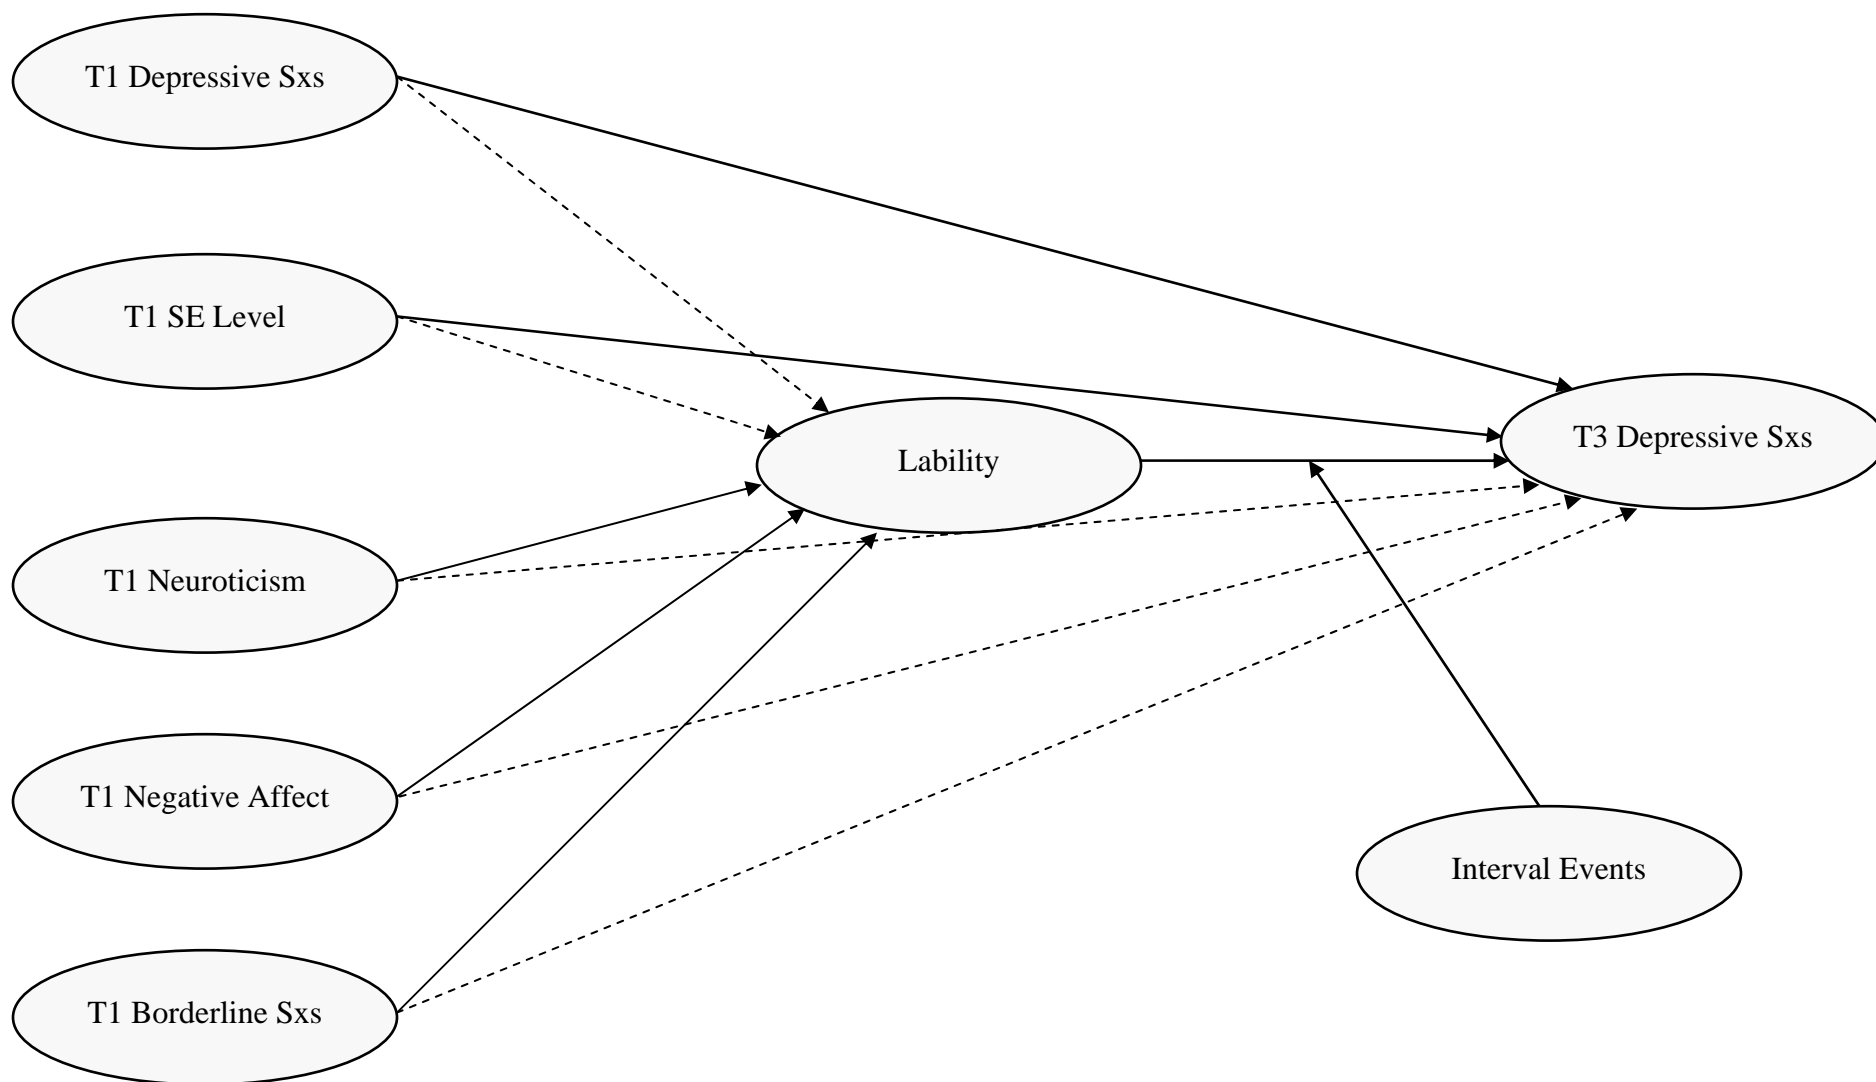 T1 Depressive Sxs
T1 SE Level
T3 Depressive Sxs
Lability
T1 Neuroticism
T1 Negative Affect
Interval Events
T1 Borderline Sxs